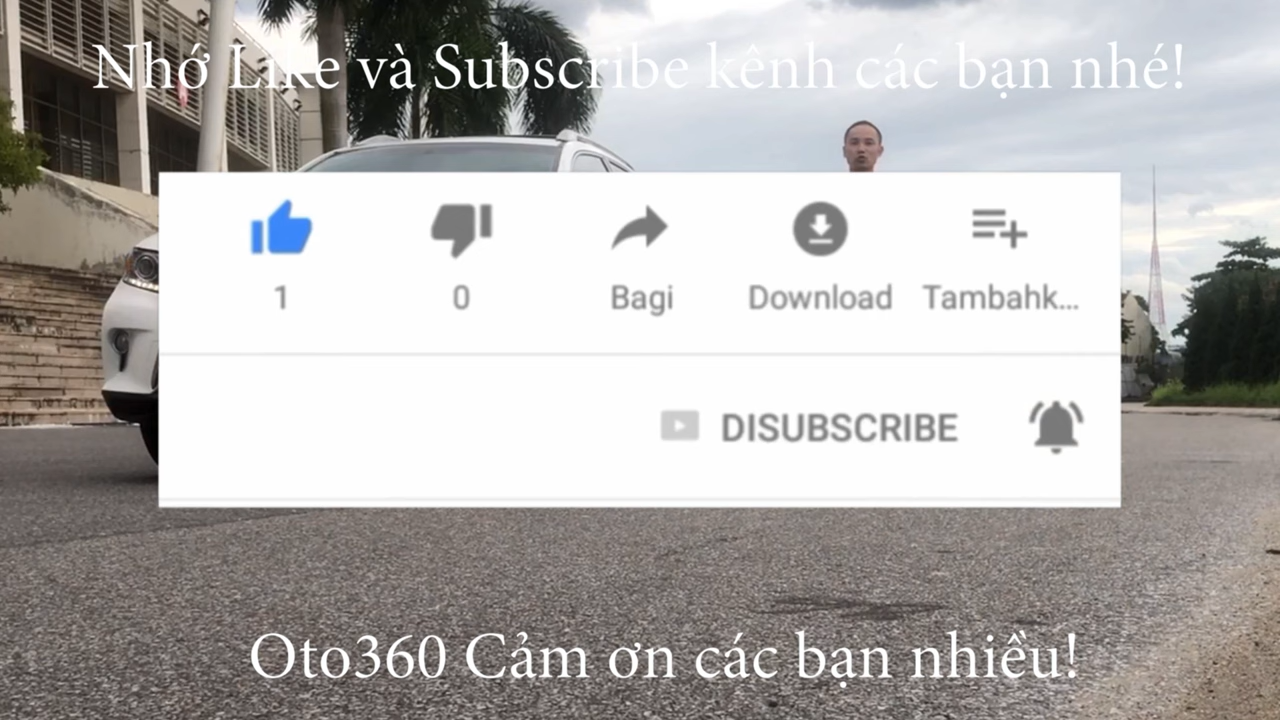 Nhớ Like và Subscribe kênh các bạn nhé!
1 0 Bagi Download Tambahk...
DISUBSCRIBE
Oto360 Cảm ơn các bạn nhiều!